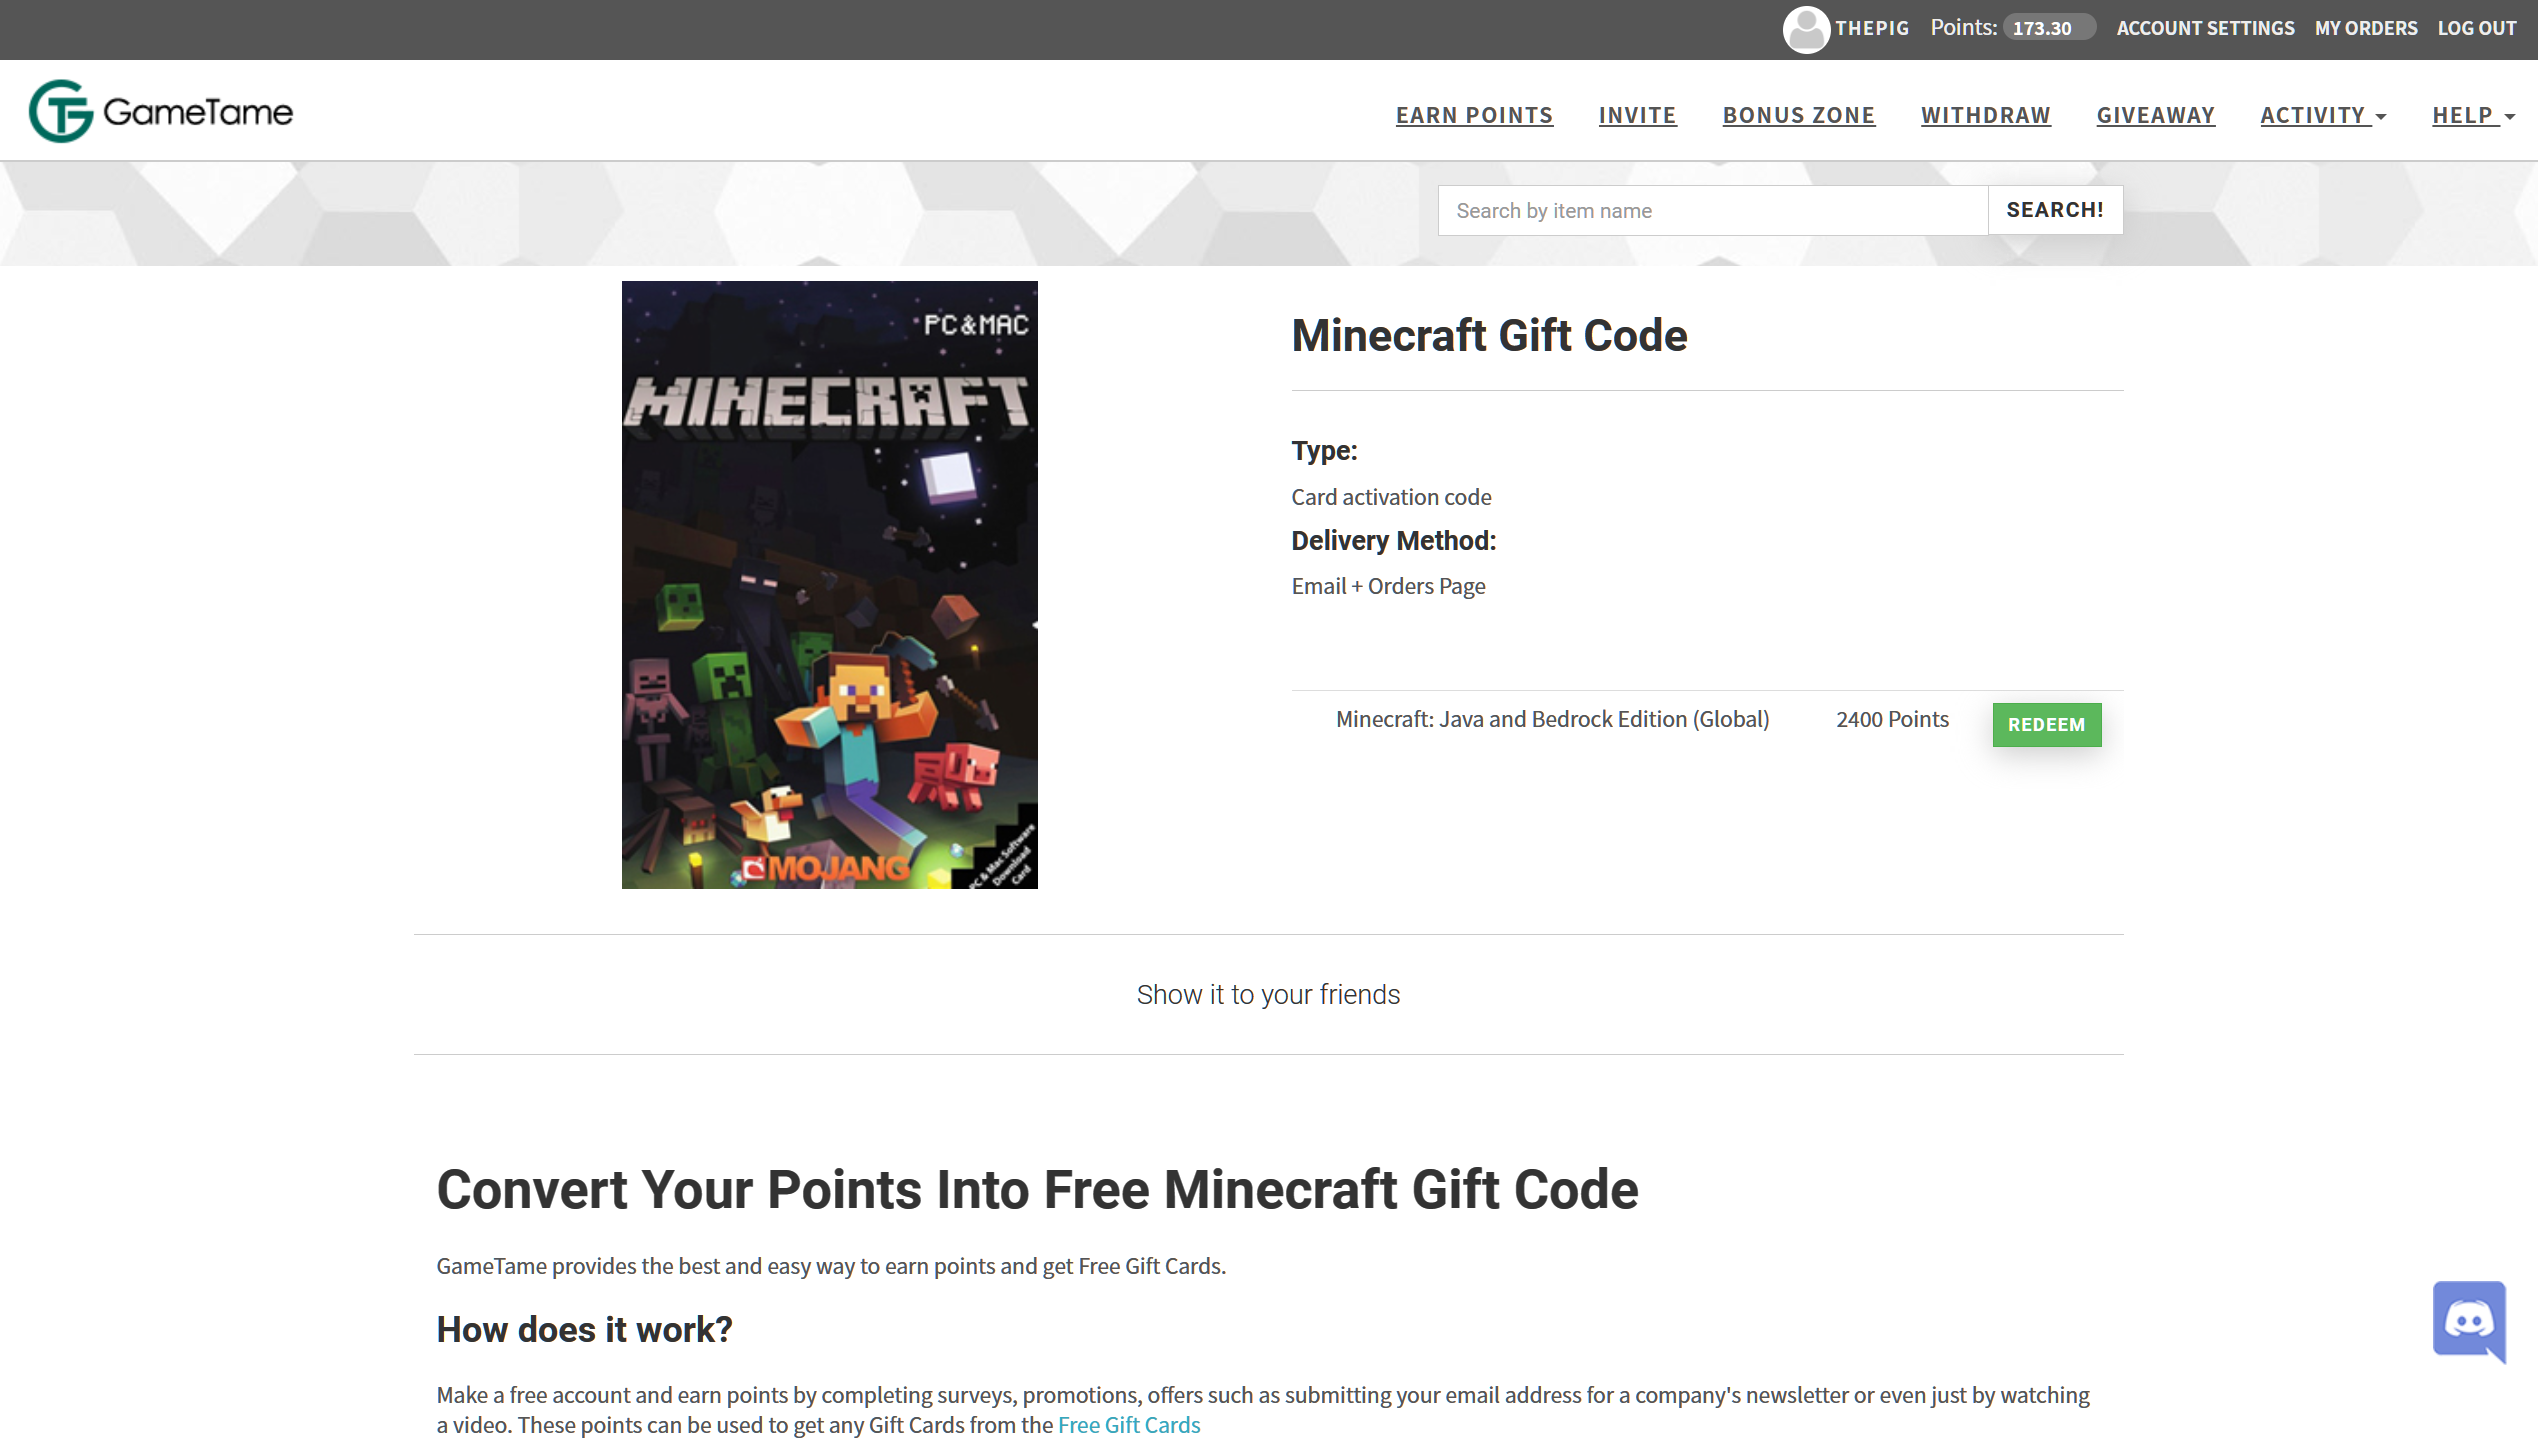 THEPIG Points: 173.30 ACCOUNT SETTINGS MY ORDERS LOG OUT
GameTame
EARN POINTS INVITE BONUS ZONE WITHDRAW GIVEAWAY ACTIVITY HELP
Search by item name SEARCH!
PC & MAC
MINECRAFT
MOJANG
PC & Mac Software
Download
Card
Minecraft Gift Code
Type:
Card activation code
Delivery Method:
Email + Orders Page
Minecraft: Java and Bedrock Edition (Global) 2400 Points REDEEM
Show it to your friends
Convert Your Points Into Free Minecraft Gift Code
GameTame provides the best and easy way to earn points and get Free Gift Cards.
How does it work?
Make a free account and earn points by completing surveys, promotions, offers such as submitting your email address for a company's newsletter or even just by watching
a video. These points can be used to get any Gift Cards from the Free Gift Cards